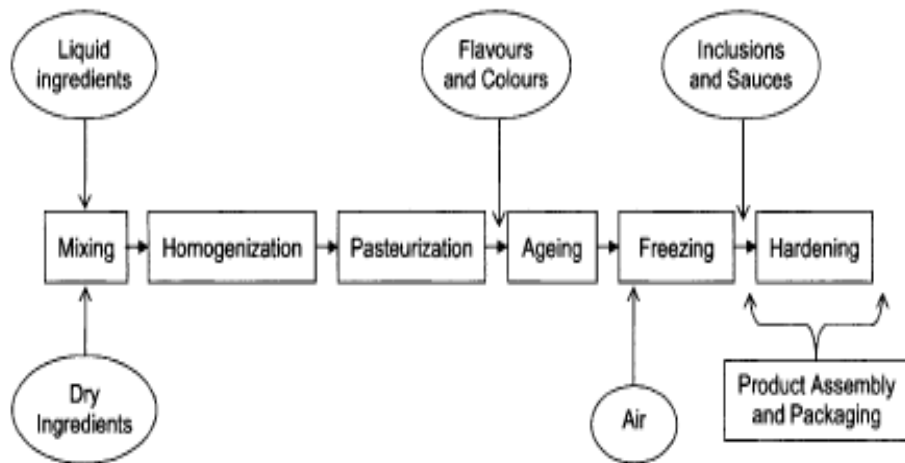 Liquid
ingredients
Flavours
and Colours
Inclusions
and Sauces
Mixing
Homogenization
Pasteurization
Ageing
Freezing
Hardening
Dry
Ingredients
Air
Product Assembly
and Packaging